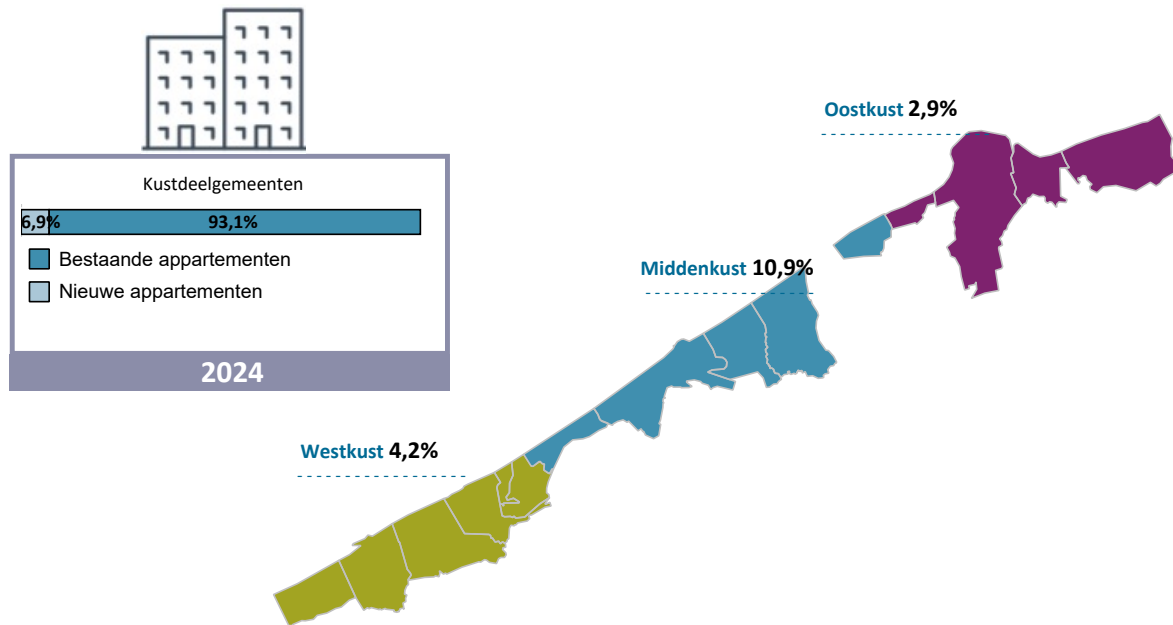 Kustdeelgemeenten
6,9% 93,1%
Bestaande appartementen
Nieuwe appartementen
2024
Oostkust 2,9%
Middenkust 10,9%
Westkust 4,2%